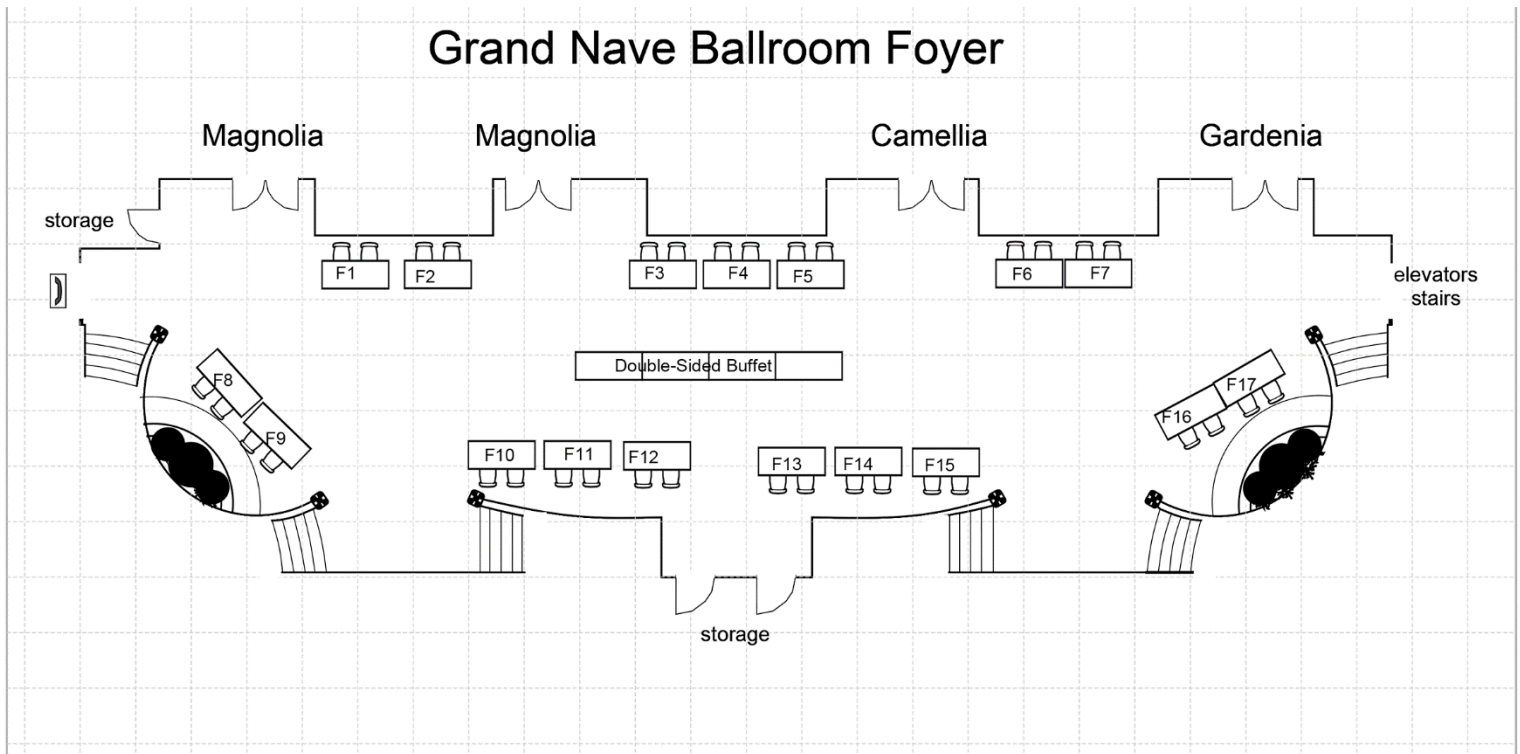 Grand Nave Ballroom Foyer
Magnolia
Magnolia
Camellia
Gardenia
storage
elevators
stairs
F1
F2
F3
F4
F5
F6
F7
Double-Sided Buffet
F8
F9
F17
F16
F10
F11
F12
F13
F14
F15
storage